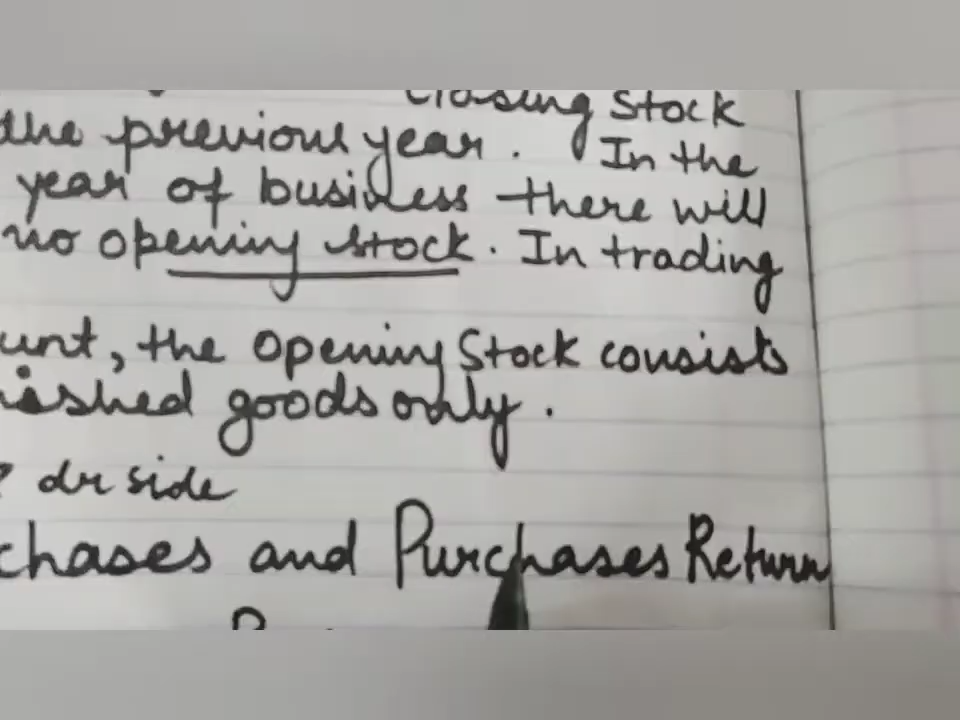 closing Stock
the previous year. In the
year of business there will
no opening stock. In trading
unt, the opening Stock consists
ished goods only.
dr side
chases and Purchases Return